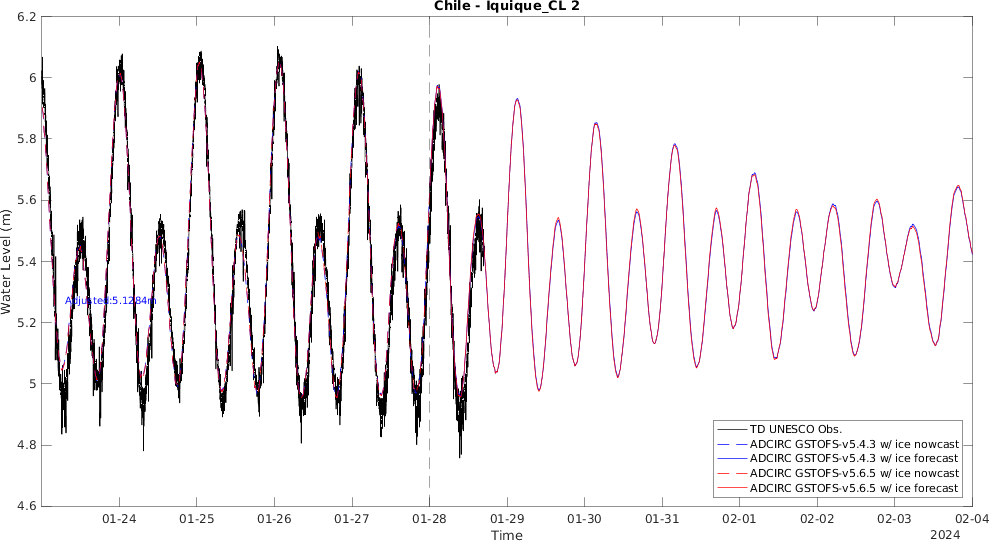 Chile - Iquique_CL 2
6.2
6
5.8
5.6
5.4
5.2
5
4.8
4.6
Water Level (m)
Adjusted:5.1284m
TD UNESCO Obs.
ADCIRC GSTOFS-v5.4.3 w/ ice nowcast
ADCIRC GSTOFS-v5.4.3 w/ ice forecast
ADCIRC GSTOFS-v5.6.5 w/ ice nowcast
ADCIRC GSTOFS-v5.6.5 w/ ice forecast
01-24 01-25 01-26 01-27 01-28 01-29 01-30 01-31 02-01 02-02 02-03 02-04
Time
2024